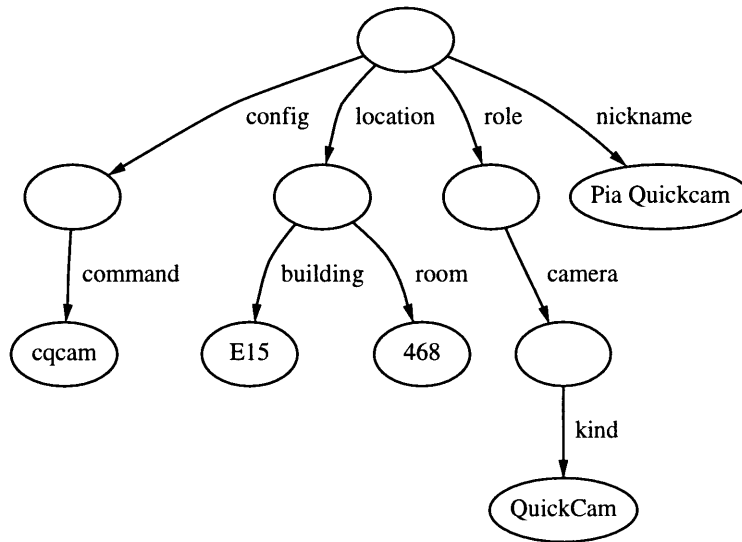 config
location
role
nickname
Pia Quickcam
command
building
room
camera
cqcam
E15
468
kind
QuickCam